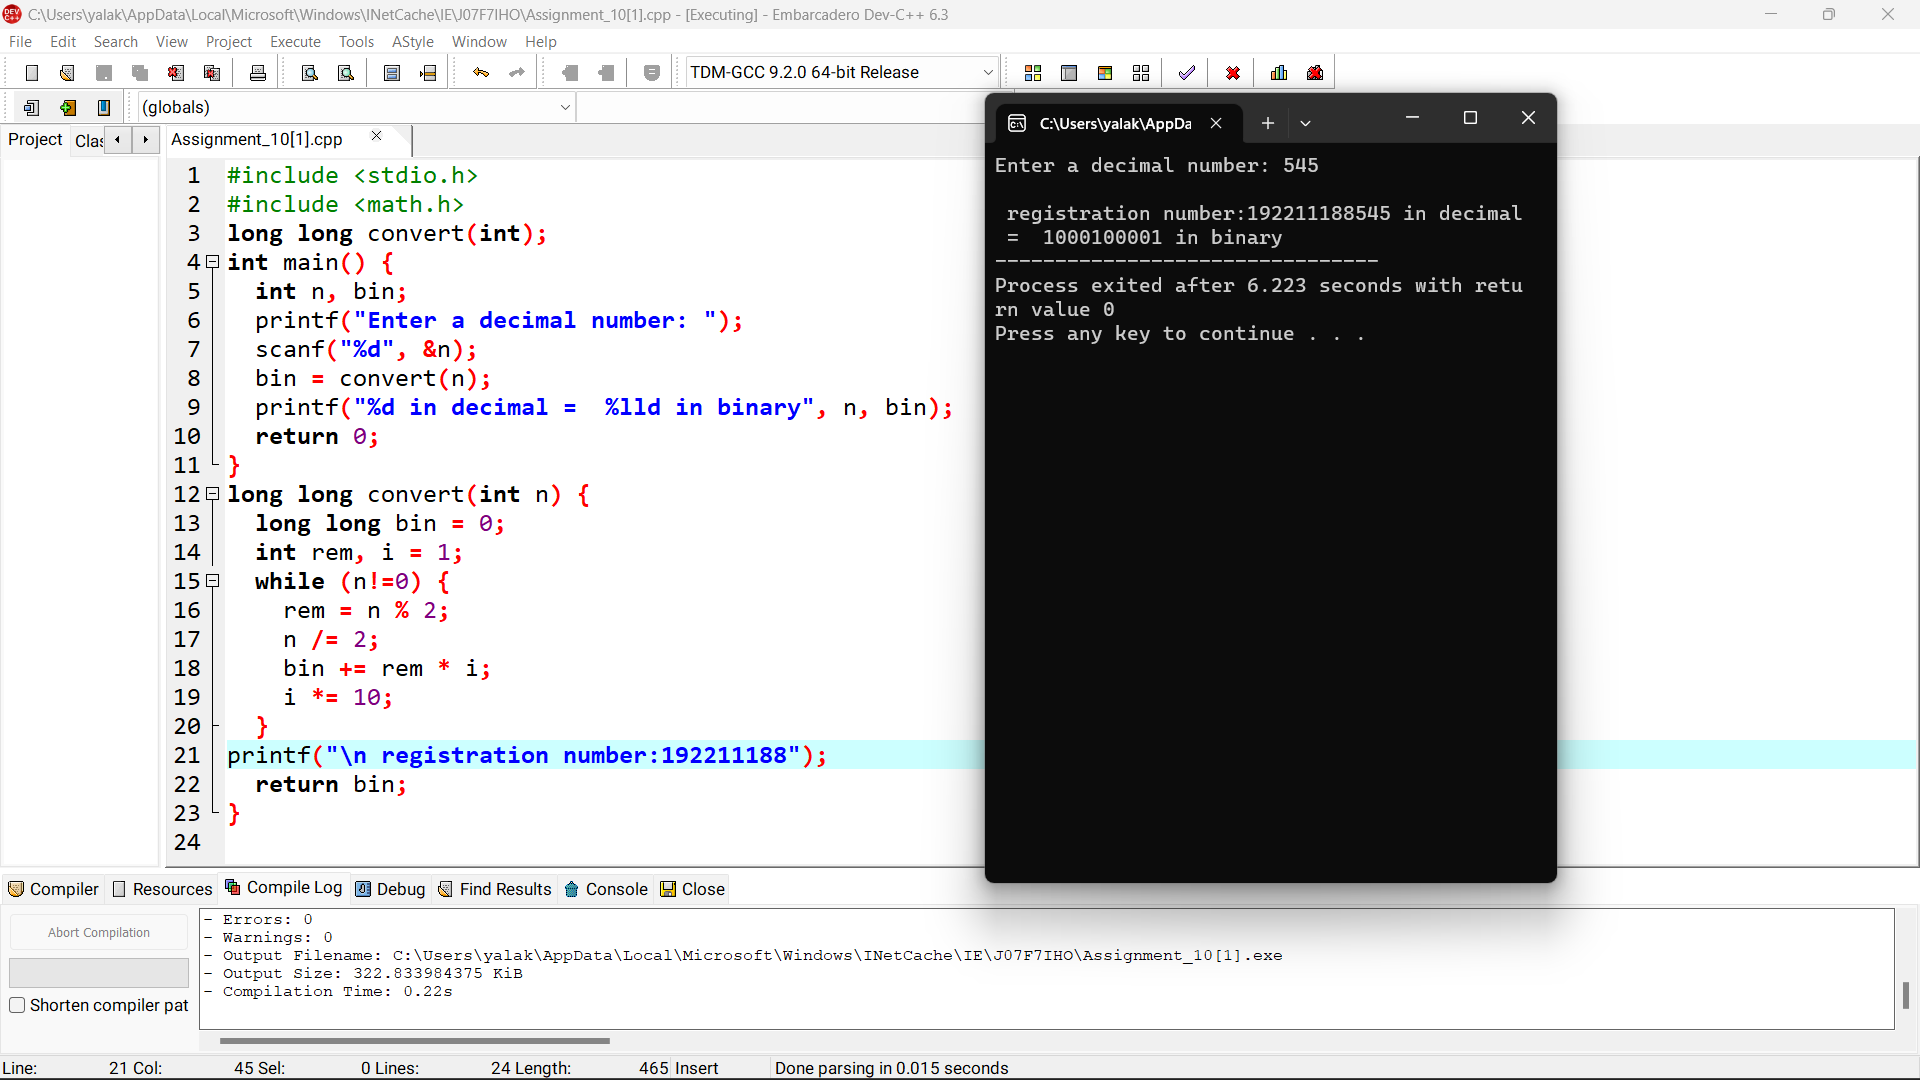 C:\Users\yalak\AppData\Local\Microsoft\Windows\INetCache\IE\J07F7IHO\Assignment_10[1].cpp - [Executing] - Embarcadero Dev-C++ 6.3
File Edit Search View Project Execute Tools AStyle Window Help
TDM-GCC 9.2.0 64-bit Release
(globals)
Project Clas Assignment_10[1].cpp
1 #include <stdio.h>
2 #include <math.h>
3 long long convert(int);
4 int main() {
5 int n, bin;
6 printf("Enter a decimal number: ");
7 scanf("%d", &n);
8 bin = convert(n);
9 printf("%d in decimal =  %lld in binary", n, bin);
10 return 0;
11 }
12 long long convert(int n) {
13 long long bin = 0;
14 int rem, i = 1;
15 while (n!=0) {
16 rem = n % 2;
17 n /= 2;
18 bin += rem * i;
19 i *= 10;
20 }
21 printf("\n registration number:192211188");
22 return bin;
23 }
24
C:\Users\yalak\AppDa
Enter a decimal number: 545
registration number:192211188545 in decimal
=  1000100001 in binary
--------------------------------
Process exited after 6.223 seconds with retu
rn value 0
Press any key to continue . . .
Compiler Resources Compile Log Debug Find Results Console Close
Abort Compilation
Shorten compiler pat
- Errors: 0
- Warnings: 0
- Output Filename: C:\Users\yalak\AppData\Local\Microsoft\Windows\INetCache\IE\J07F7IHO\Assignment_10[1].exe
- Output Size: 322.833984375 KiB
- Compilation Time: 0.22s
Line: 21 Col: 45 Sel: 0 Lines: 24 Length: 465 Insert Done parsing in 0.015 seconds